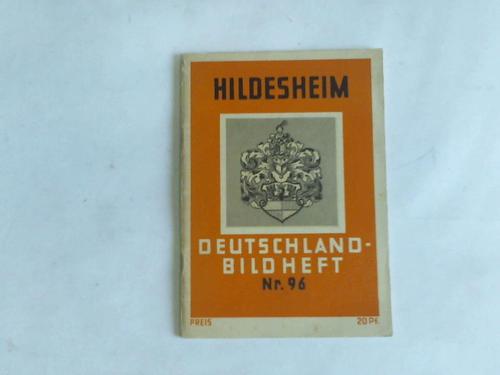 HILDESHEIM
DEUTSCHLAND-
BILDHEFT
Nr. 96
PREIS 20 Pf.